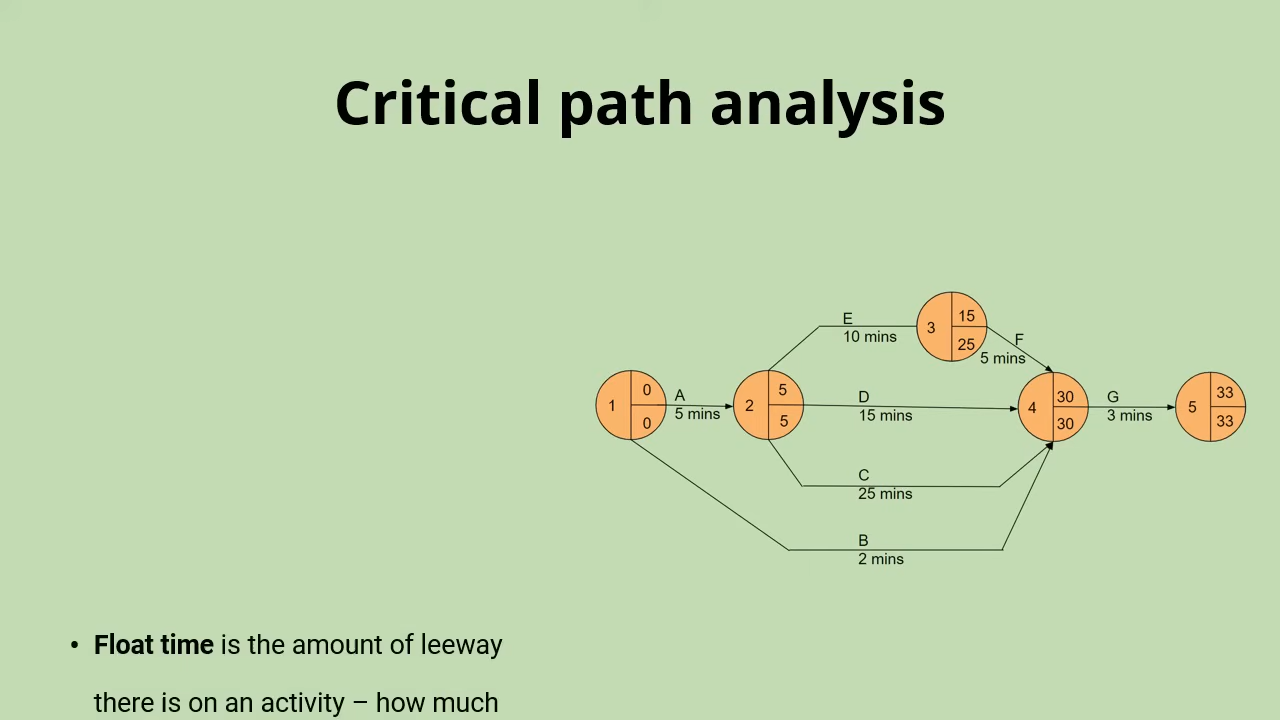 Critical path analysis
E
10 mins
3
15
25
F
5 mins
1
0
0
A
5 mins
2
5
5
D
15 mins
4
30
30
G
3 mins
5
33
33
C
25 mins
B
2 mins
• Float time is the amount of leeway
there is on an activity – how much